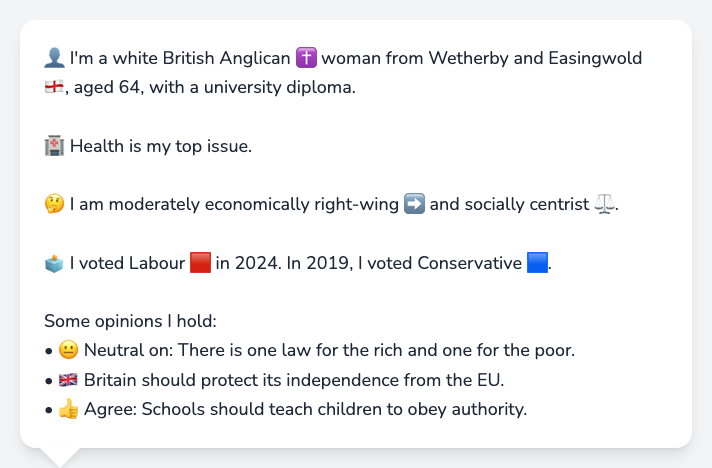 👤 I'm a white British Anglican ✝️ woman from Wetherby and Easingwold
🏴󠁧󠁢󠁥󠁮󠁧󠁿, aged 64, with a university diploma.
🏥 Health is my top issue.
🤔 I am moderately economically right-wing ➡️ and socially centrist ⚖️.
🗳️ I voted Labour 🟥 in 2024. In 2019, I voted Conservative 🟦.
Some opinions I hold:
• 😐 Neutral on: There is one law for the rich and one for the poor.
• 🇬🇧 Britain should protect its independence from the EU.
• 👍 Agree: Schools should teach children to obey authority.